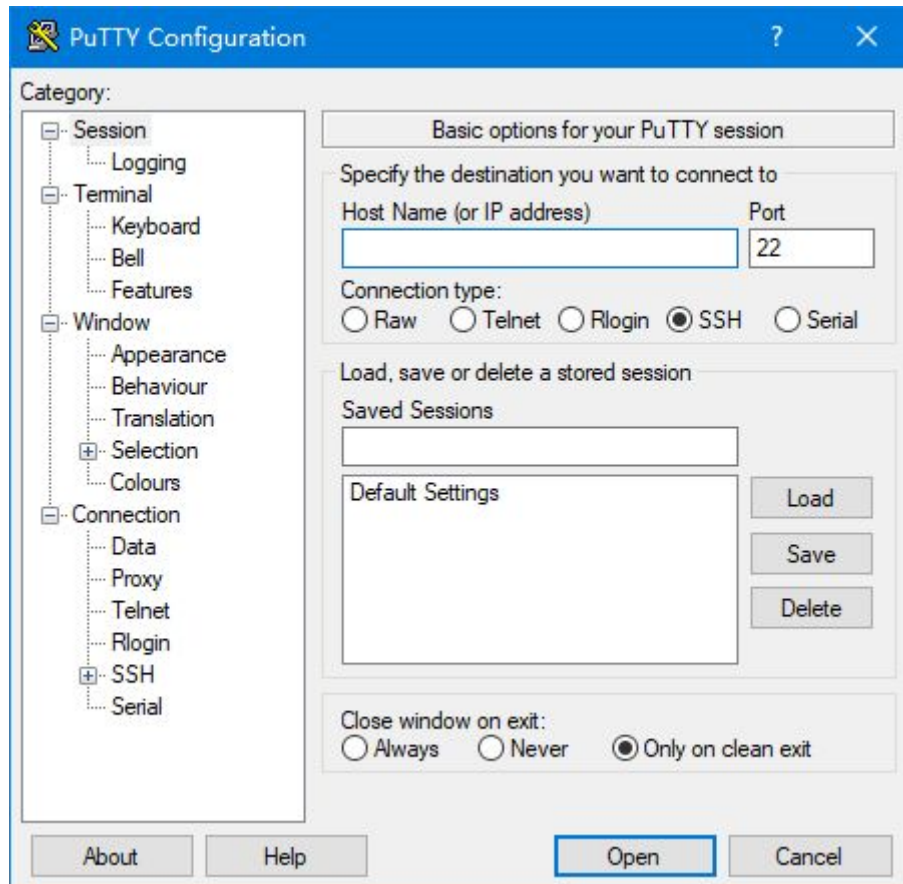 PuTTY Configuration
?
Category:
Session
Logging
Terminal
Keyboard
Bell
Features
Window
Appearance
Behaviour
Translation
Selection
Colours
Connection
Data
Proxy
Telnet
Rlogin
SSH
Serial
Basic options for your PuTTY session
Specify the destination you want to connect to
Host Name (or IP address) Port
22
Connection type:
Raw Telnet Rlogin SSH Serial
Load, save or delete a stored session
Saved Sessions
Default Settings
Load
Save
Delete
Close window on exit:
Always Never Only on clean exit
About Help Open Cancel